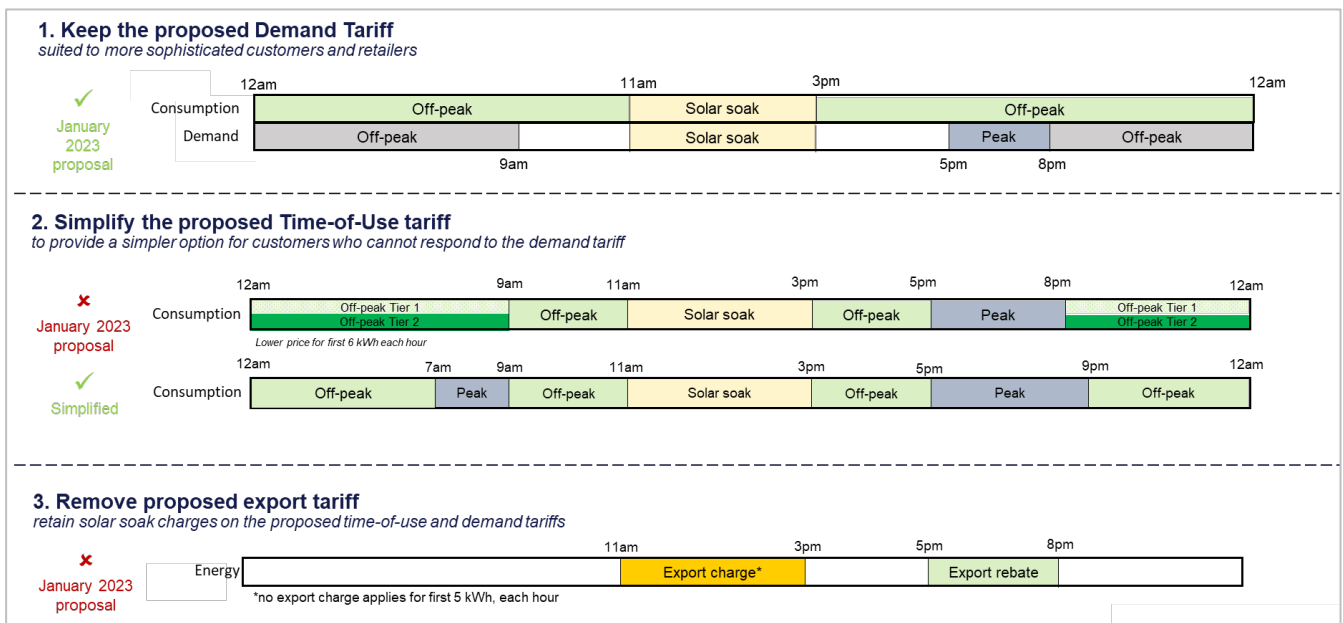 1. Keep the proposed Demand Tariff
suited to more sophisticated customers and retailers
12am 11am 3pm 12am
✓
January
2023
proposal
Consumption Off-peak Solar soak Off-peak
Demand Off-peak Solar soak Peak Off-peak
9am 5pm 8pm
2. Simplify the proposed Time-of-Use tariff
to provide a simpler option for customers who cannot respond to the demand tariff
12am 9am 11am 3pm 5pm 8pm 12am
✘
January 2023
proposal
Consumption Off-peak Tier 1 Off-peak Solar soak Off-peak Peak Off-peak Tier 1
Off-peak Tier 2 Off-peak Tier 2
Lower price for first 6 kWh each hour
12am 7am 9am 11am 3pm 5pm 9pm 12am
✓
Simplified
Consumption Off-peak Peak Off-peak Solar soak Off-peak Peak Off-peak
3. Remove proposed export tariff
retain solar soak charges on the proposed time-of-use and demand tariffs
11am 3pm 5pm 8pm
✘
January 2023
proposal
Energy Export charge* Export rebate
*no export charge applies for first 5 kWh, each hour